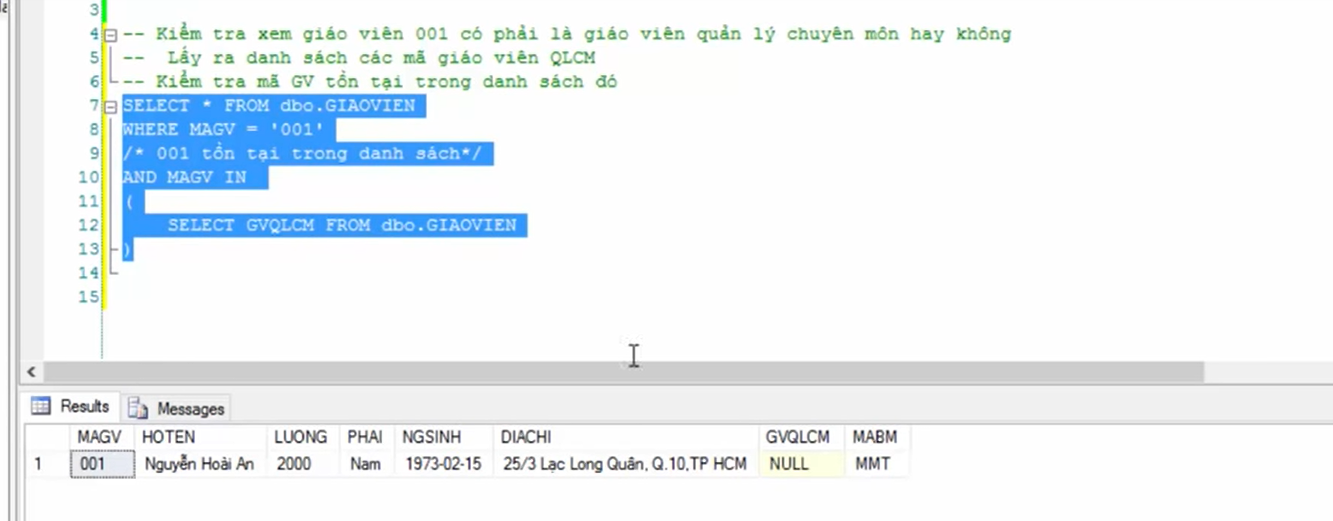 3
4 -- Kiểm tra xem giáo viên 001 có phải là giáo viên quản lý chuyên môn hay không
5 --  Lấy ra danh sách các mã giáo viên QLCM
6 -- Kiểm tra mã GV tồn tại trong danh sách đó
7 SELECT * FROM dbo.GIAOVIEN
8 WHERE MAGV = '001'
9 /* 001 tồn tại trong danh sách*/
10 AND MAGV IN
11 (
12     SELECT GVQLCM FROM dbo.GIAOVIEN
13 )
14
15
Results Messages
MAGV HOTEN LUONG PHAI NGSINH DIACHI GVQLCM MABM
1 001 Nguyễn Hoài An 2000 Nam 1973-02-15 25/3 Lạc Long Quân, Q.10,TP HCM NULL MMT